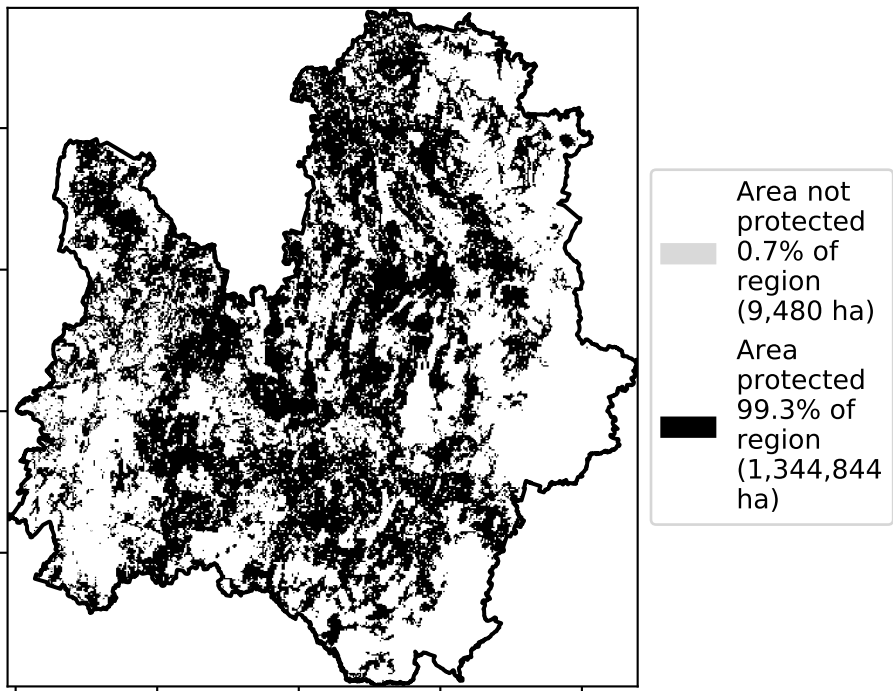 Area not
protected
0.7% of
region
(9,480 ha)
Area
protected
99.3% of
region
(1,344,844
ha)